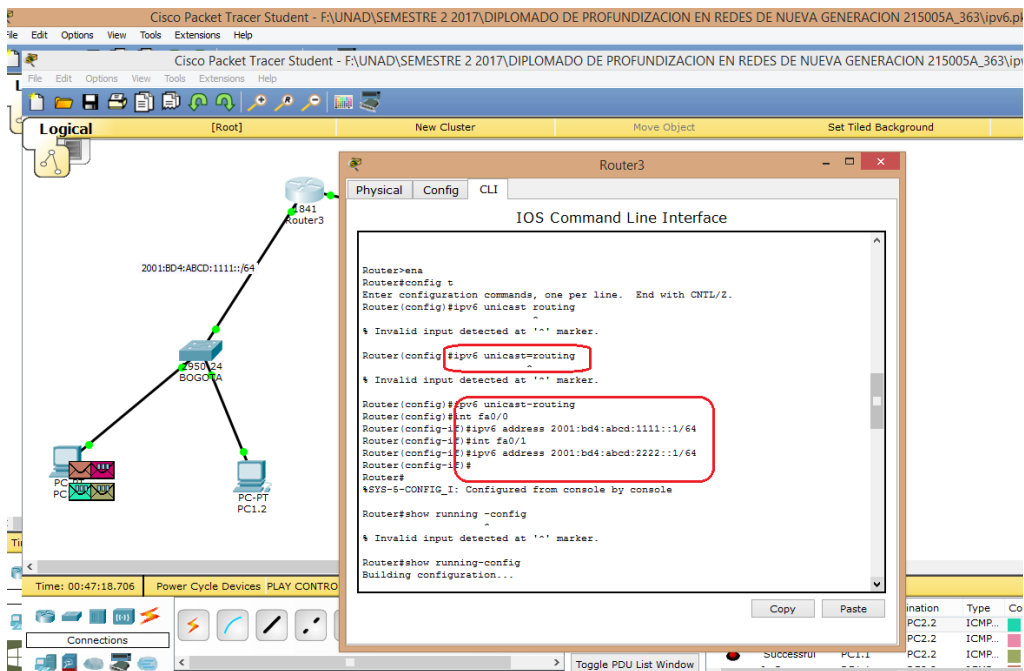 Cisco Packet Tracer Student - F:\UNAD\SEMESTRE 2 2017\DIPLOMADO DE PROFUNDIZACION EN REDES DE NUEVA GENERACION 215005A_363\ipv6.pk
File Edit Options View Tools Extensions Help
Cisco Packet Tracer Student - F:\UNAD\SEMESTRE 2 2017\DIPLOMADO DE PROFUNDIZACION EN REDES DE NUEVA GENERACION 215005A_363\ipv
File Edit Options View Tools Extensions Help
Logical [Root] New Cluster Move Object Set Tiled Background
1841
Router3
2001:BD4:ABCD:1111::/64
2950-24
BOGOTA
PC-PT
PC
PC-PT
PC1.2
Router3
Physical Config CLI
IOS Command Line Interface
Router>ena
Router#config t
Enter configuration commands, one per line. End with CNTL/Z.
Router(config)#ipv6 unicast routing
^
% Invalid input detected at '^' marker.
Router(config)#ipv6 unicast=routing
^
% Invalid input detected at '^' marker.
Router(config)#ipv6 unicast-routing
Router(config)#int fa0/0
Router(config-if)#ipv6 address 2001:bd4:abcd:1111::1/64
Router(config-if)#int fa0/1
Router(config-if)#ipv6 address 2001:bd4:abcd:2222::1/64
Router(config-if)#
Router#
%SYS-5-CONFIG_I: Configured from console by console
Router#show running -config
^
% Invalid input detected at '^' marker.
Router#show running-config
Building configuration...
Copy Paste
Time: 00:47:18.706 Power Cycle Devices PLAY CONTRO
Connections
Toggle PDU List Window
ination Type Co
PC2.2 ICMP...
PC2.2 ICMP...
Successful PC1.1 PC2.2 ICMP...